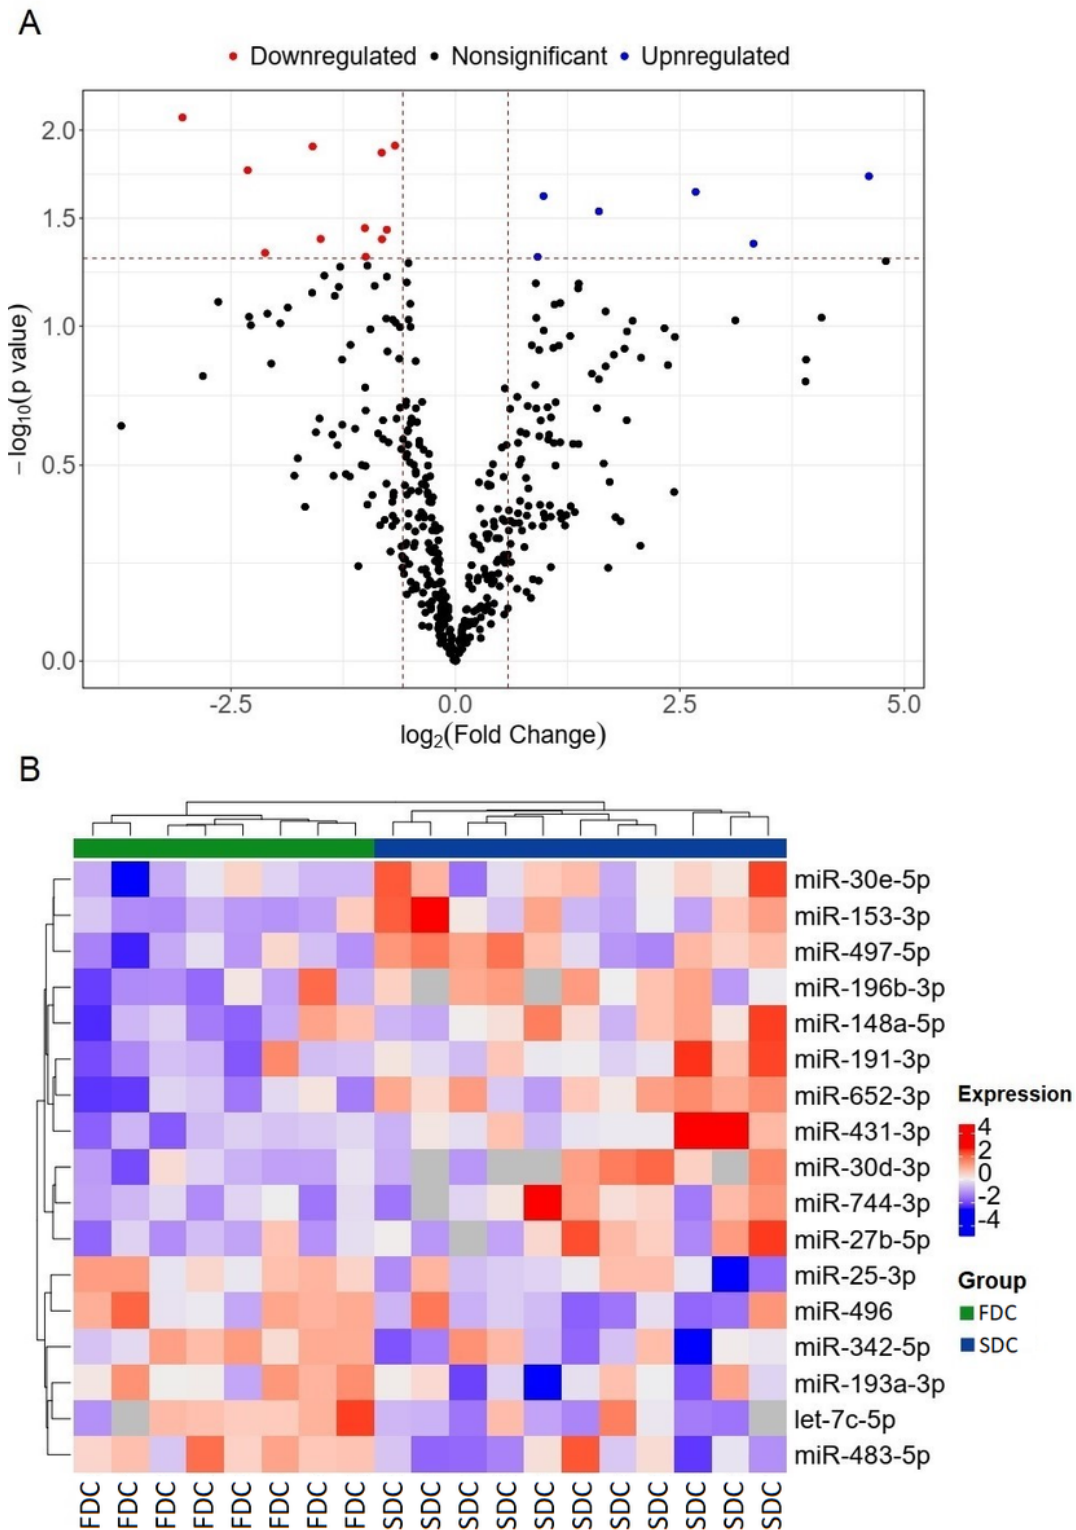 A
Downregulated Nonsignificant Upnregulated
2.0
1.5
1.0
0.5
0.0
− log10(p value)
-2.5 0.0 2.5 5.0
log2(Fold Change)
B
miR-30e-5p
miR-153-3p
miR-497-5p
miR-196b-3p
miR-148a-5p
miR-191-3p
miR-652-3p
miR-431-3p
miR-30d-3p
miR-744-3p
miR-27b-5p
miR-25-3p
miR-496
miR-342-5p
miR-193a-3p
let-7c-5p
miR-483-5p
Expression
4
2
0
-2
-4
Group
FDC
SDC
FDC FDC FDC FDC FDC FDC FDC FDC SDC SDC SDC SDC SDC SDC SDC SDC SDC SDC SDC